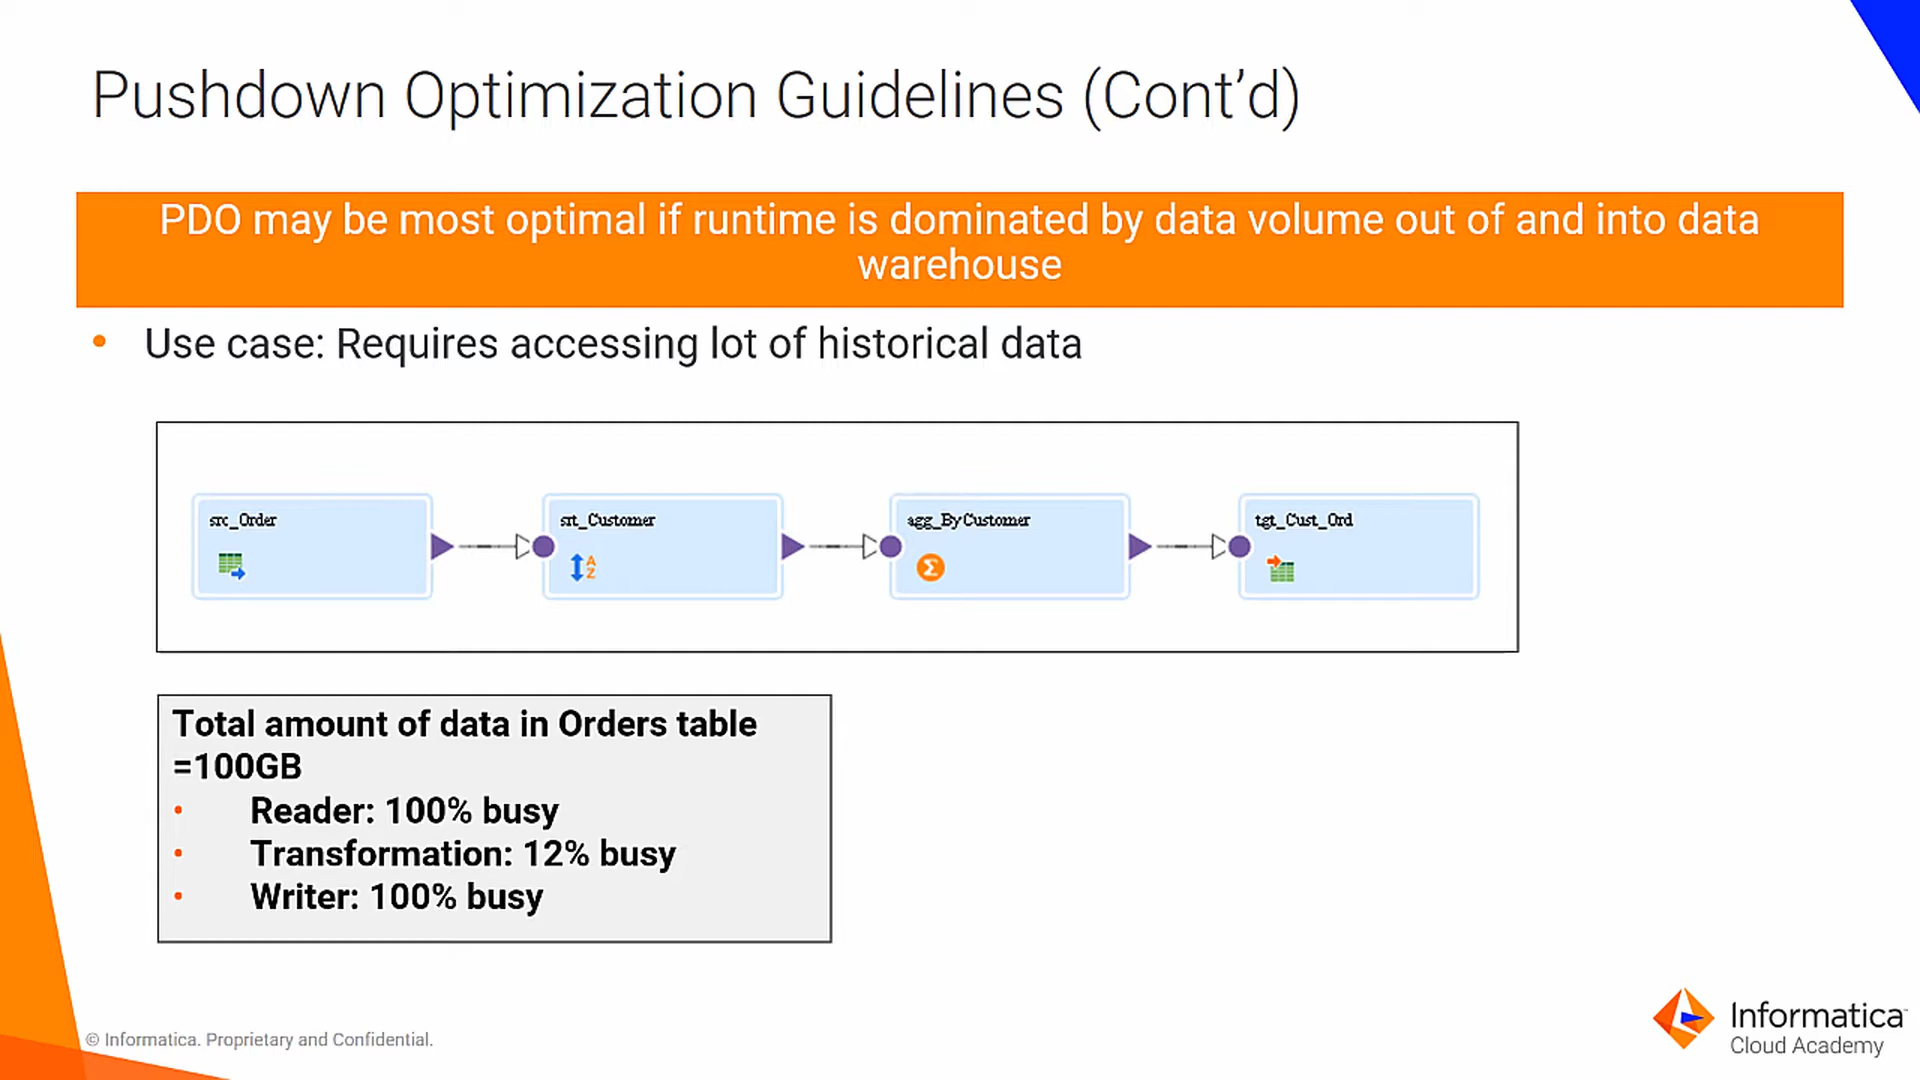 Pushdown Optimization Guidelines (Cont’d)
PDO may be most optimal if runtime is dominated by data volume out of and into data
warehouse
• Use case: Requires accessing lot of historical data
src_Order
srt_Customer
agg_ByCustomer
tgt_Cust_Ord
A
Z
Σ
Total amount of data in Orders table
=100GB
• Reader: 100% busy
• Transformation: 12% busy
• Writer: 100% busy
© Informatica. Proprietary and Confidential.
Informatica™
Cloud Academy